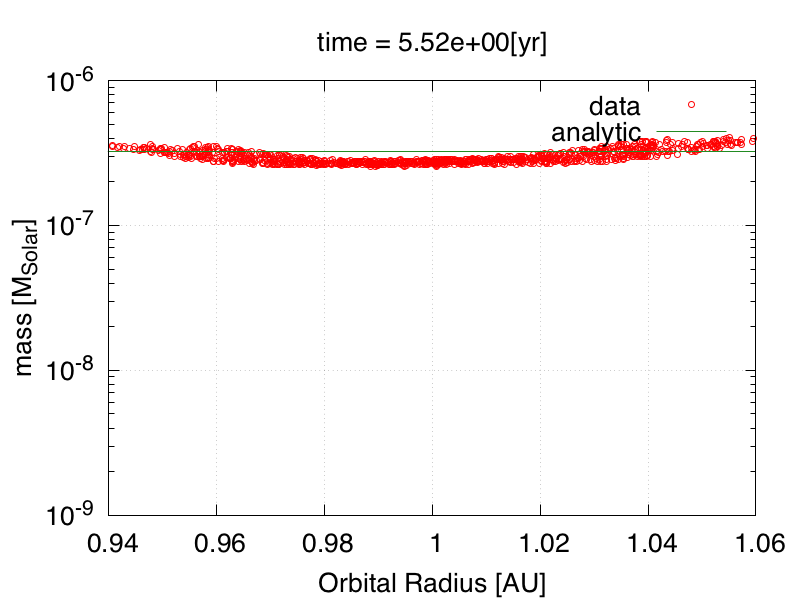 time = 5.52e+00[yr]
data
analytic
10^-6
10^-7
10^-8
10^-9
mass [M_Solar]
0.94 0.96 0.98 1 1.02 1.04 1.06
Orbital Radius [AU]